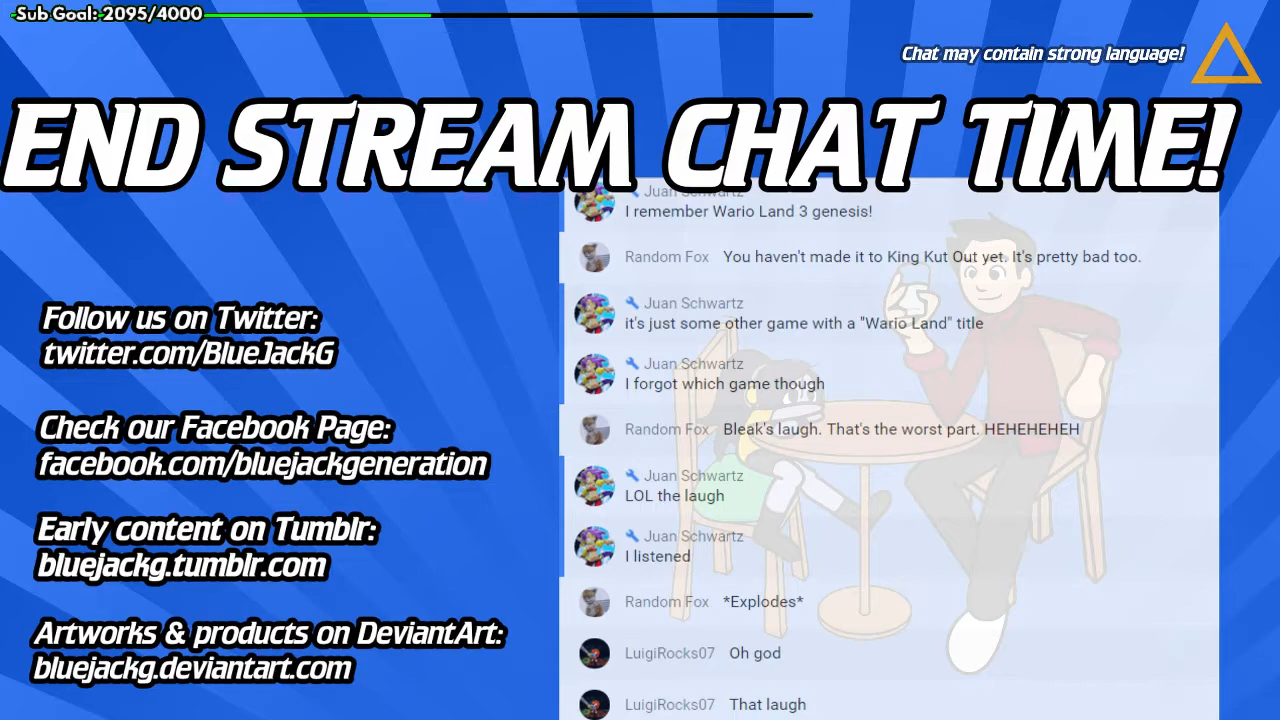 Sub Goal: 2095/4000
Chat may contain strong language!
END STREAM CHAT TIME!
Juan Schwartz
I remember Wario Land 3 genesis!
Random Fox You haven't made it to King Kut Out yet. It's pretty bad too.
Juan Schwartz
it's just some other game with a "Wario Land" title
Juan Schwartz
I forgot which game though
Random Fox Bleak's laugh. That's the worst part. HEHEHEHEH
Juan Schwartz
LOL the laugh
Juan Schwartz
I listened
Random Fox *Explodes*
LuigiRocks07 Oh god
LuigiRocks07 That laugh
Follow us on Twitter:
twitter.com/BlueJackG
Check our Facebook Page:
facebook.com/bluejackgeneration
Early content on Tumblr:
bluejackg.tumblr.com
Artworks & products on DeviantArt:
bluejackg.deviantart.com